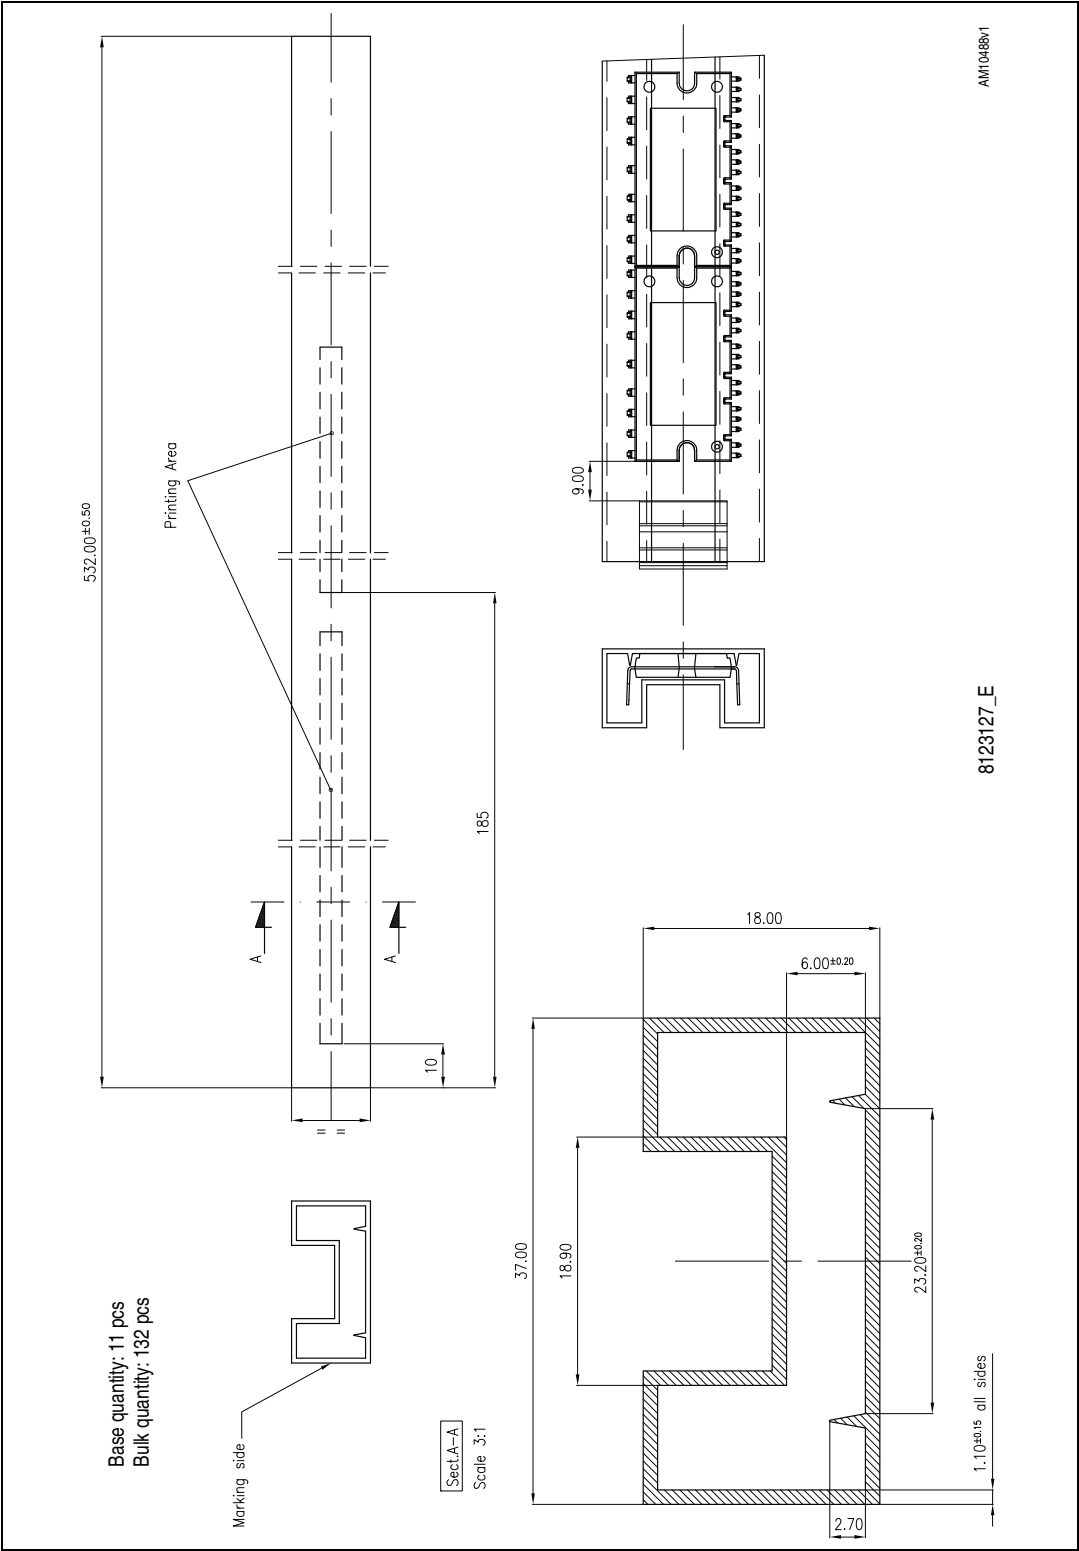 Base quantity: 11 pcs
Bulk quantity: 132 pcs
Marking side
532.00±0.50
Printing Area
A
A
10
185
= =
9.00
Sect.A-A
Scale 3:1
37.00
18.90
18.00
6.00±0.20
23.20±0.20
2.70
1.10±0.15 all sides
8123127_E
AM10488v1